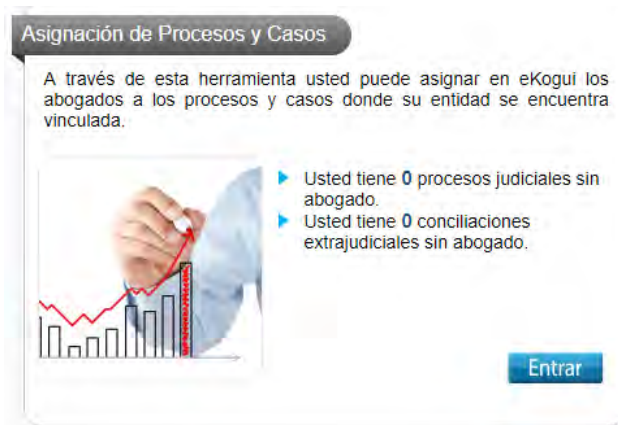 Asignación de Procesos y Casos
A través de esta herramienta usted puede asignar en eKogui los
abogados a los procesos y casos donde su entidad se encuentra
vinculada.
Usted tiene 0 procesos judiciales sin
abogado.
Usted tiene 0 conciliaciones
extrajudiciales sin abogado.
Entrar